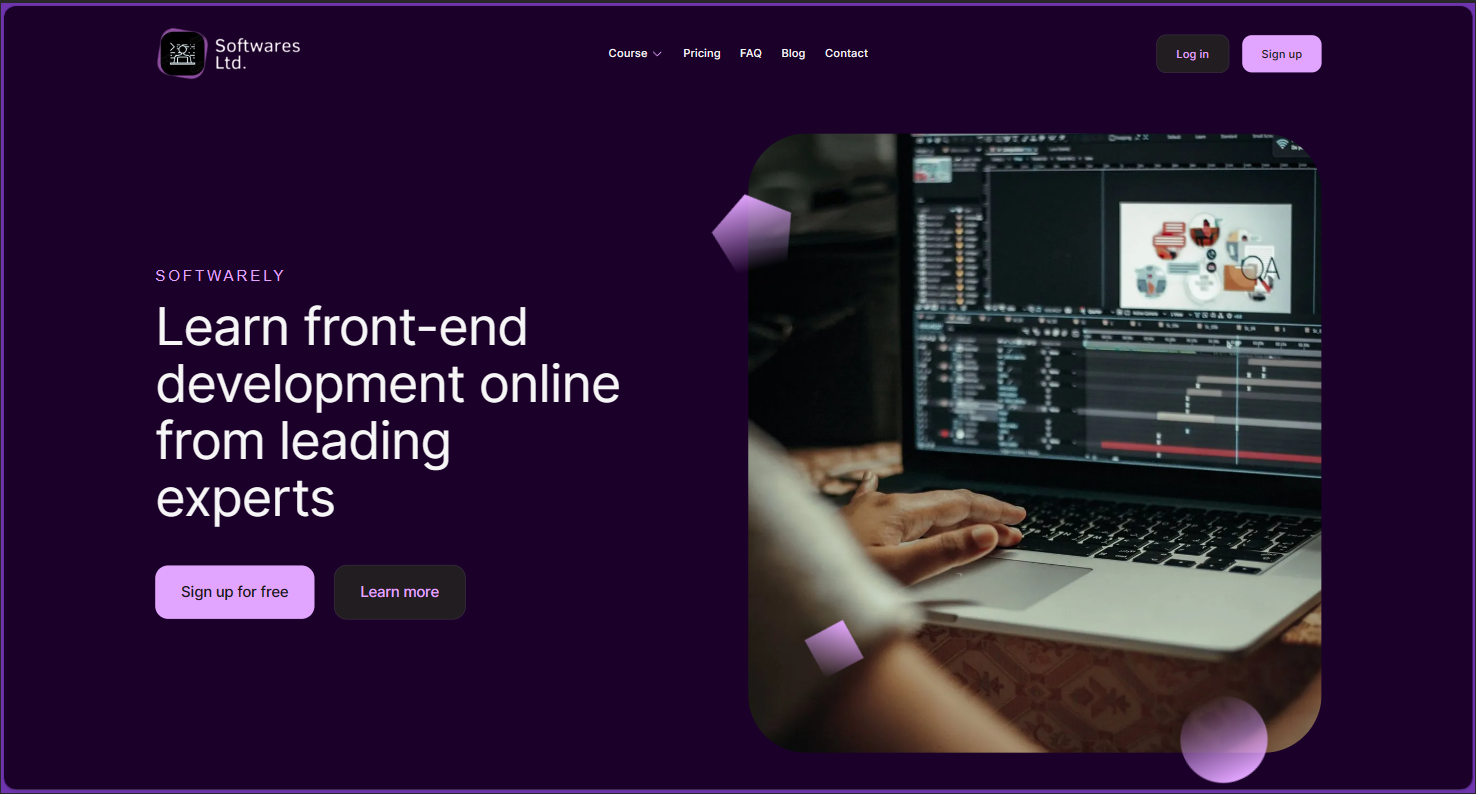 Softwares
Ltd.
Course
Pricing
FAQ
Blog
Contact
Log in
Sign up
SOFTWARELY
Learn front-end
development online
from leading
experts
Sign up for free
Learn more
QA